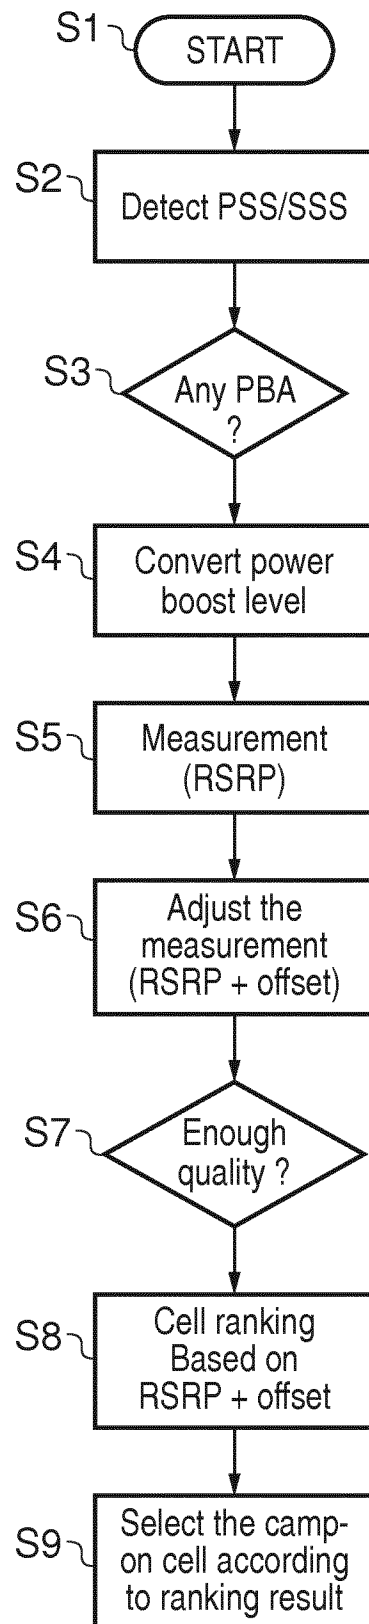 S1
START
S2
Detect PSS/SSS
S3
Any PBA
?
S4
Convert power
boost level
S5
Measurement
(RSRP)
S6
Adjust the
measurement
(RSRP + offset)
S7
Enough
quality ?
S8
Cell ranking
Based on
RSRP + offset
S9
Select the camp-
on cell according
to ranking result